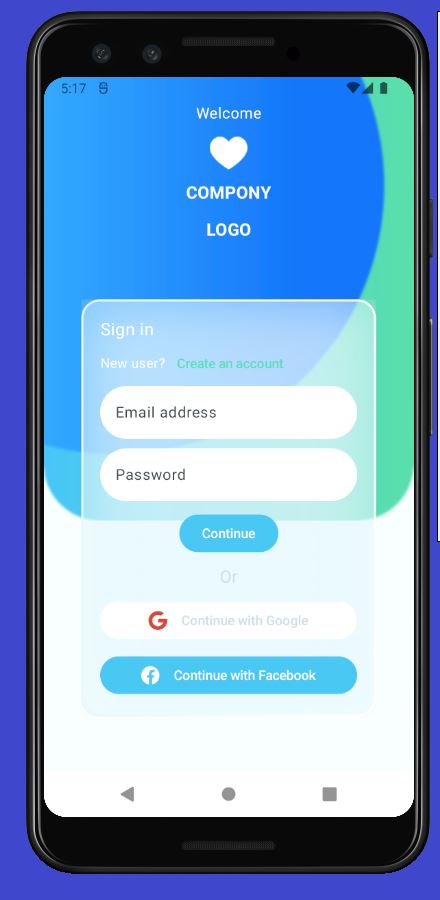 5:17
Welcome
COMPONY
LOGO
Sign in
New user? Create an account
Email address
Password
Continue
Or
Continue with Google
Continue with Facebook